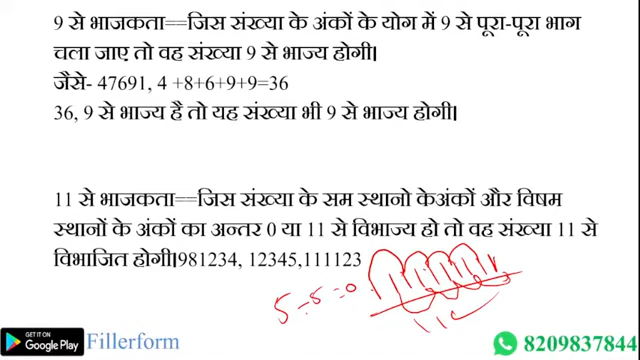 9 से भाजकता==जिस संख्या के अंकों के योग में 9 से पूरा-पूरा भाग
चला जाए तो वह संख्या 9 से भाज्य होगी।
जैसे- 47691, 4 +8+6+9+9=36
36, 9 से भाज्य है तो यह संख्या भी 9 से भाज्य होगी।
11 से भाजकता==जिस संख्या के सम स्थानो केअंकों और विषम
स्थानों के अंकों का अन्तर 0 या 11 से विभाज्य हो तो वह संख्या 11 से
विभाजित होगी।981234, 12345,111123
5-5=0
11
GET IT ON
Google Play
Fillerform
8209837844